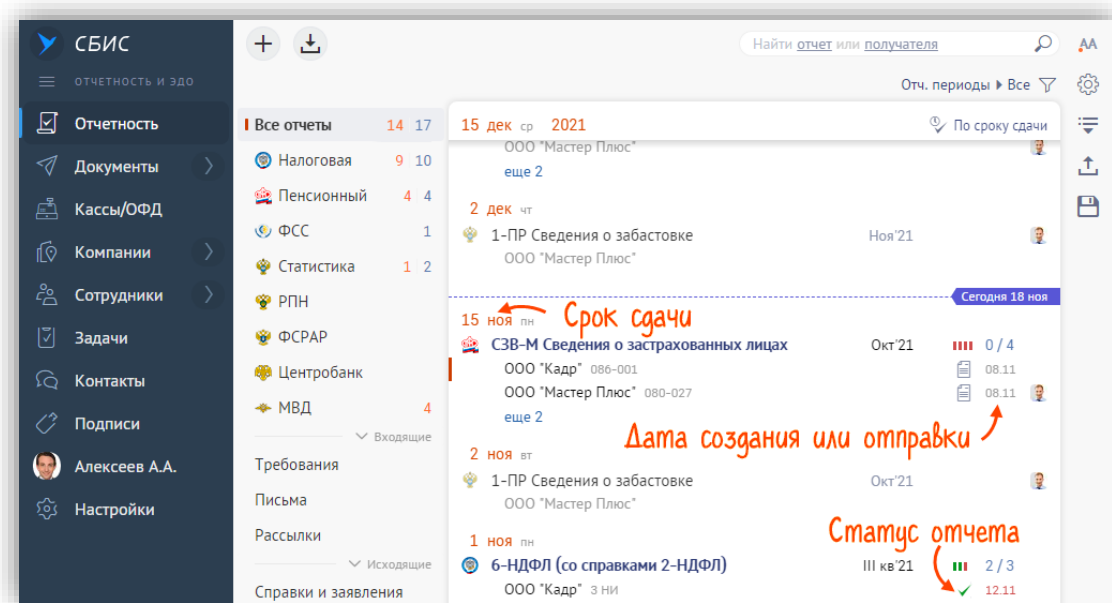 СБИС
Найти отчет или получателя
АА
ОТЧЕТНОСТЬ И ЭДО
Отч. периоды Все
Отчетность
Документы
Кассы/ОФД
Компании
Сотрудники
Задачи
Контакты
Подписи
Алексеев А.А.
Настройки
Все отчеты 14 17
Налоговая 9 10
Пенсионный 4 4
ФСС 1
Статистика 1 2
РПН
ФСРАР
Центробанк
МВД 4
Входящие
Требования
Письма
Рассылки
Исходящие
Справки и заявления
15 дек ср 2021 По сроку сдачи
ООО "Мастер Плюс"
еще 2
2 дек чт
1-ПР Сведения о забастовке Ноя'21
ООО "Мастер Плюс"
Сегодня 18 ноя
15 ноя пн Срок сдачи
СЗВ-М Сведения о застрахованных лицах Окт'21 0 / 4
ООО "Кадр" 086-001 08.11
ООО "Мастер Плюс" 080-027 08.11
еще 2
Дата создания или отправки
2 ноя вт
1-ПР Сведения о забастовке Окт'21
ООО "Мастер Плюс"
Статус отчета
1 ноя пн
6-НДФЛ (со справками 2-НДФЛ) III кв'21 2 / 3
ООО "Кадр" 3 НИ 12.11